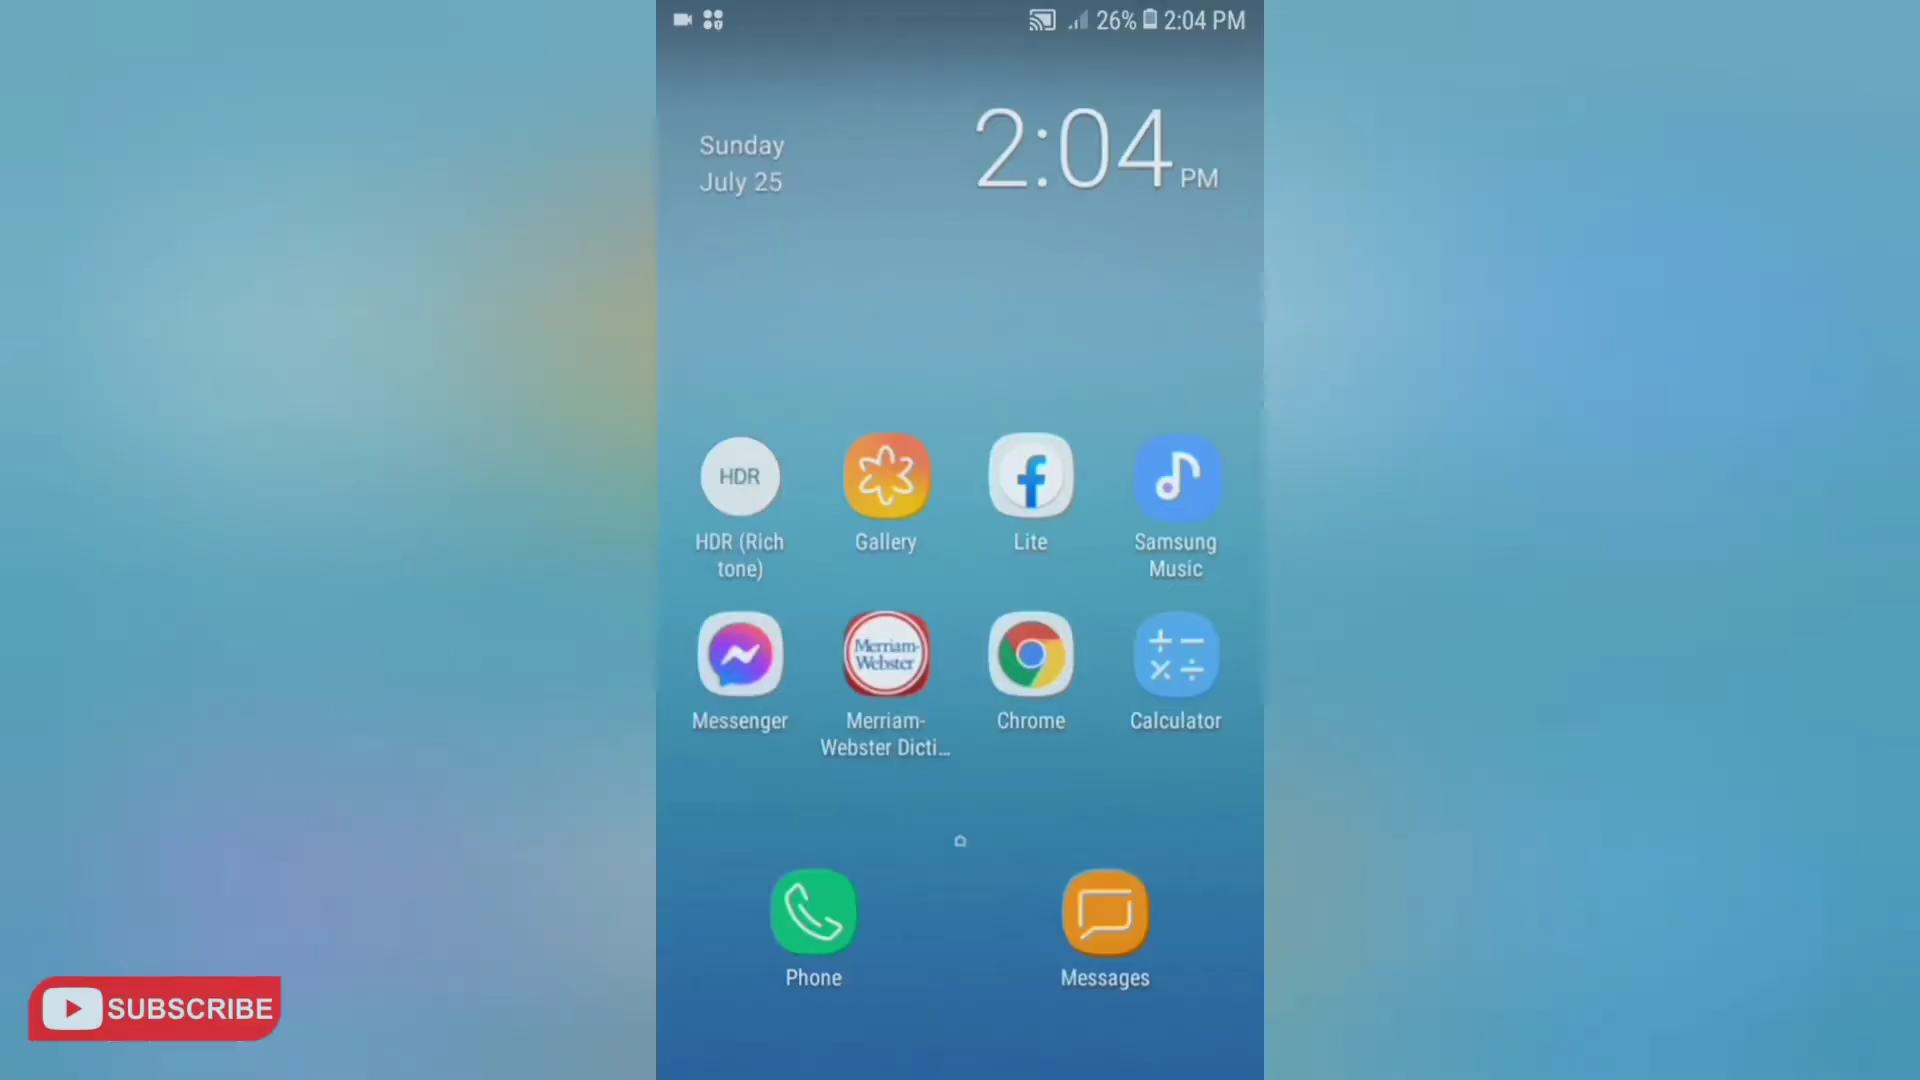 26% 2:04 PM
Sunday
July 25
2:04 PM
HDR
HDR (Rich
tone)
Gallery
Lite
Samsung
Music
Messenger
Merriam-
Webster
Merriam-
Webster Dicti...
Chrome
Calculator
Phone
Messages
SUBSCRIBE